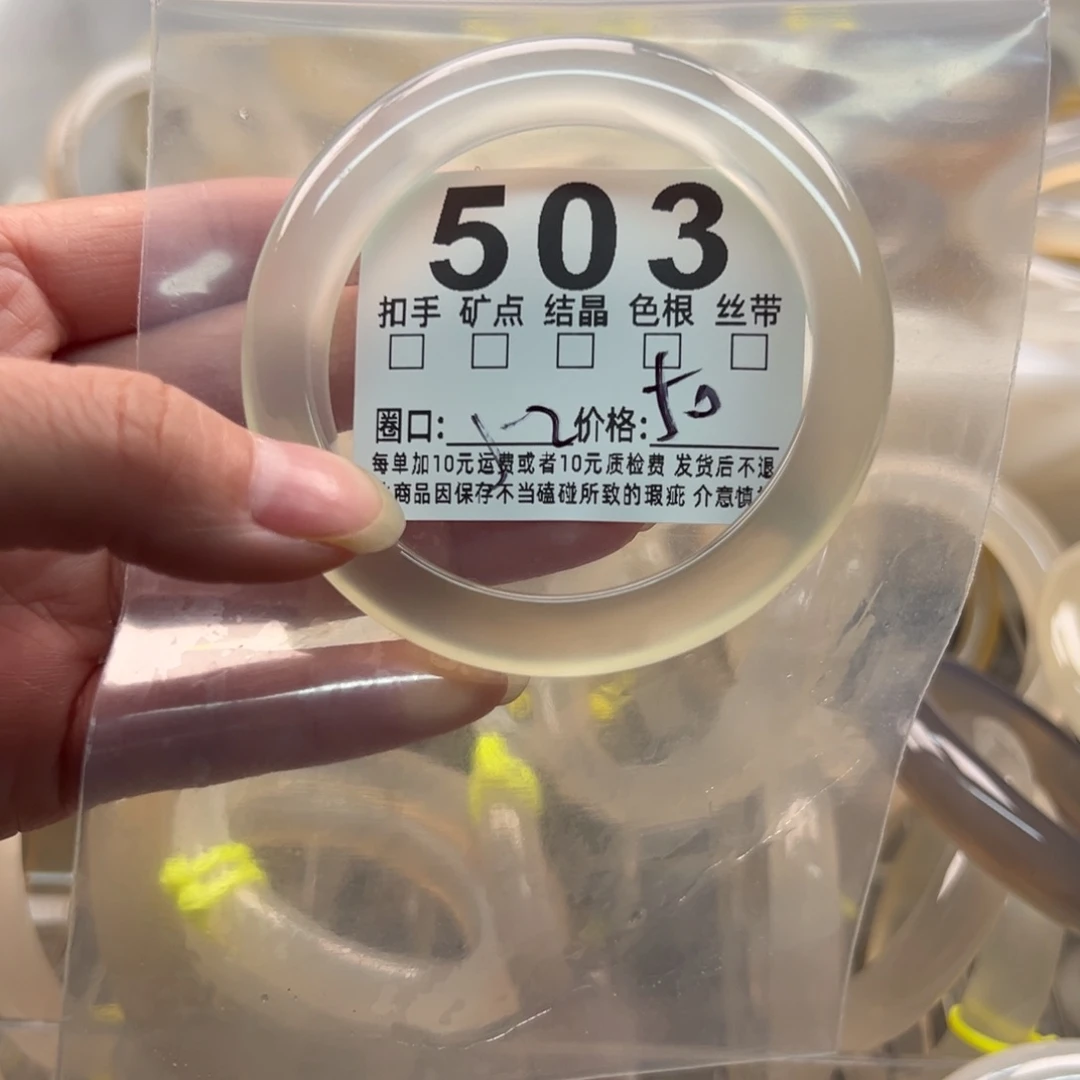 503
扣手 矿点 结晶 色根 丝带
圈口: 价格: 50
每单加10元运费或者10元质检费 发货后不退
商品因保存不当磕碰所致的瑕疵 介意慎